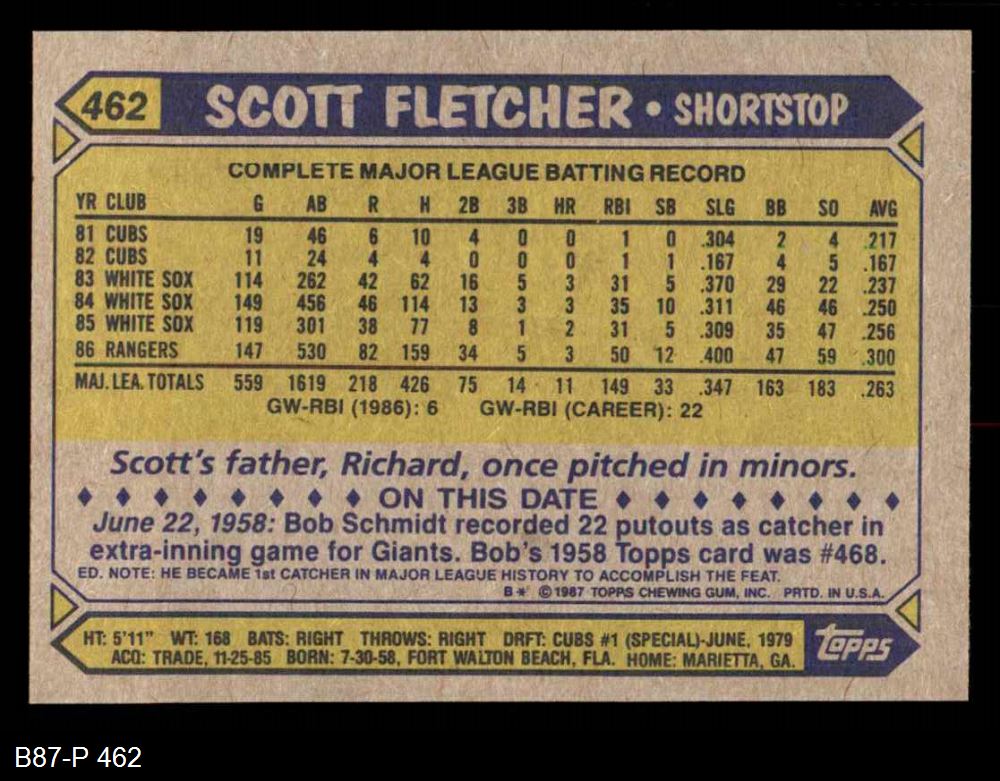 462 SCOTT FLETCHER • SHORTSTOP
COMPLETE MAJOR LEAGUE BATTING RECORD
YR CLUB G AB R H 2B 3B HR RBI SB SLG BB SO AVG
81 CUBS 19 46 6 10 4 0 0 1 0 .304 2 4 .217
82 CUBS 11 24 4 4 0 0 0 1 1 .167 4 5 .167
83 WHITE SOX 114 262 42 62 16 5 3 31 5 .370 29 22 .237
84 WHITE SOX 149 456 46 114 13 3 3 35 10 .311 46 46 .250
85 WHITE SOX 119 301 38 77 8 1 2 31 5 .309 35 47 .256
86 RANGERS 147 530 82 159 34 5 3 50 12 .400 47 59 .300
MAJ. LEA. TOTALS 559 1619 218 426 75 14 11 149 33 .347 163 183 .263
GW-RBI (1986): 6 GW-RBI (CAREER): 22
Scott's father, Richard, once pitched in minors.
♦ ♦ ♦ ♦ ♦ ♦ ♦ ♦ ON THIS DATE ♦ ♦ ♦ ♦ ♦ ♦ ♦ ♦
June 22, 1958: Bob Schmidt recorded 22 putouts as catcher in
extra-inning game for Giants. Bob's 1958 Topps card was #468.
ED. NOTE: HE BECAME 1st CATCHER IN MAJOR LEAGUE HISTORY TO ACCOMPLISH THE FEAT.
B* © 1987 TOPPS CHEWING GUM, INC. PRTD. IN U.S.A.
HT: 5'11" WT: 168 BATS: RIGHT THROWS: RIGHT DRFT: CUBS #1 (SPECIAL)-JUNE, 1979
ACQ: TRADE, 11-25-85 BORN: 7-30-58, FORT WALTON BEACH, FLA. HOME: MARIETTA, GA.
Topps
B87-P 462